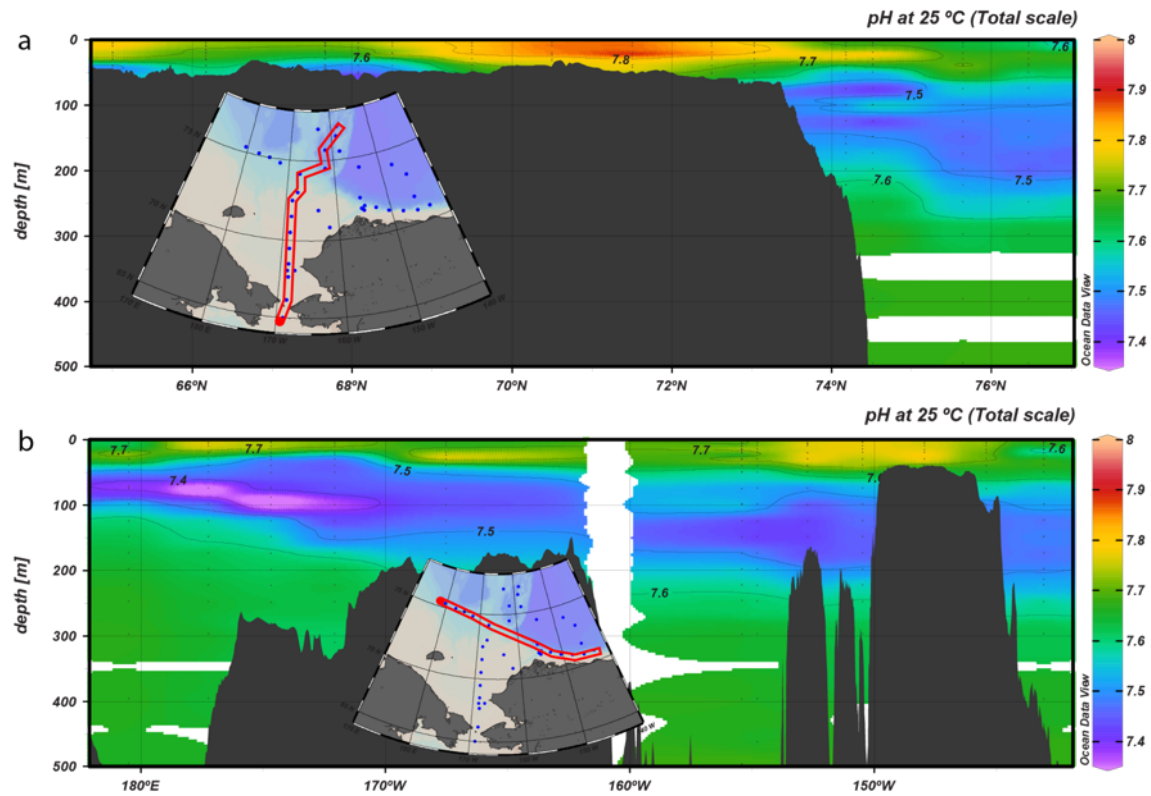 pH at 25 ºC (Total scale)
a
0
100
200
300
400
500
depth [m]
7.6
7.8
7.7
7.6
7.5
7.6
7.5
66ºN
68ºN
70ºN
72ºN
74ºN
76ºN
170 W
Ocean Data View
8
7.9
7.8
7.7
7.6
7.5
7.4
pH at 25 ºC (Total scale)
b
0
100
200
300
400
500
depth [m]
7.7
7.7
7.4
7.5
7.5
7.6
7.7
7.6
180ºE
170ºW
160ºW
150ºW
Ocean Data View
8
7.9
7.8
7.7
7.6
7.5
7.4